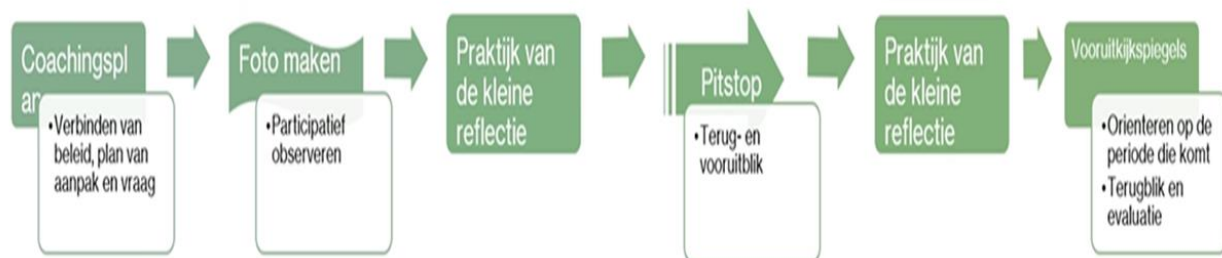 Coachingspl
an
•Verbinden van
beleid, plan van
aanpak en vraag
Foto maken
•Participatief
observeren
Praktijk van
de kleine
reflectie
Pitstop
•Terug- en
vooruitblik
Praktijk van
de kleine
reflectie
Vooruitkijkspiegels
•Orienteren op de
periode die komt
•Terugblik en
evaluatie